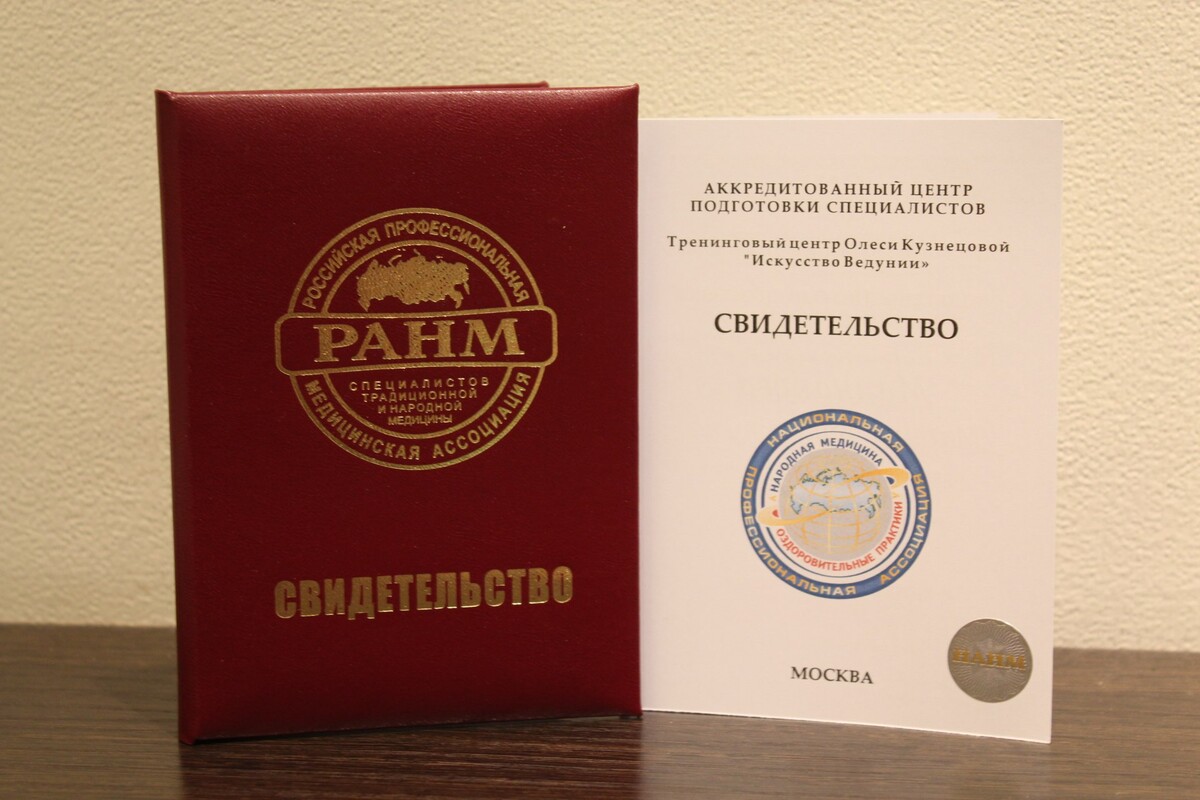 РОССИЙСКАЯ ПРОФЕССИОНАЛЬНАЯ
РАНМ
СПЕЦИАЛИСТОВ
ТРАДИЦИОННОЙ
И НАРОДНОЙ
МЕДИЦИНЫ
МЕДИЦИНСКАЯ АССОЦИАЦИЯ
СВИДЕТЕЛЬСТВО
АККРЕДИТОВАННЫЙ ЦЕНТР
ПОДГОТОВКИ СПЕЦИАЛИСТОВ
Тренинговый центр Олеси Кузнецовой
"Искусство Ведунии»
СВИДЕТЕЛЬСТВО
НАЦИОНАЛЬНАЯ
ПРОФЕССИОНАЛЬНАЯ АССОЦИАЦИЯ
НАРОДНАЯ МЕДИЦИНА
ОЗДОРОВИТЕЛЬНЫЕ ПРАКТИКИ
МОСКВА